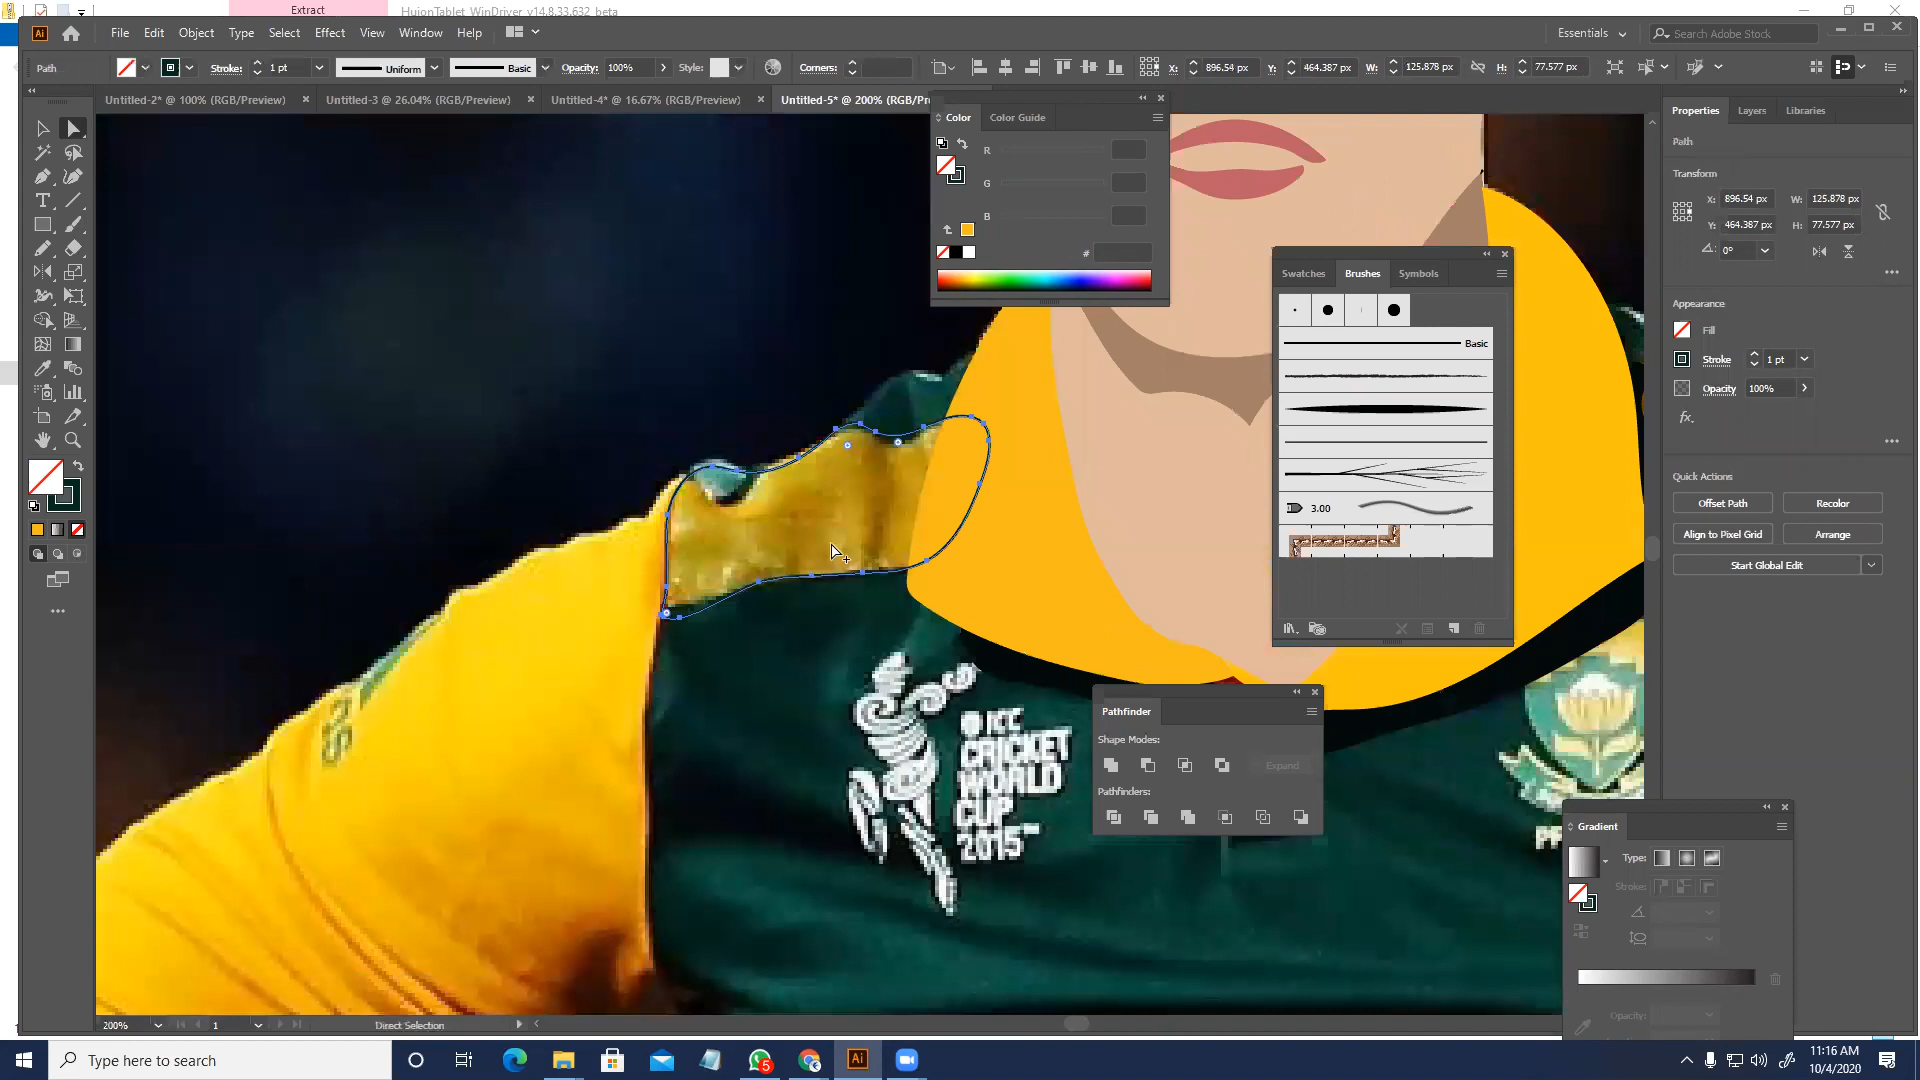 Extract
HuionTablet_WinDriver_v14.8.33.632_beta
Ai
File Edit Object Type Select Effect View Window Help
Essentials
Search Adobe Stock
Path
Stroke: 1 pt
Uniform
Basic
Opacity: 100%
Style:
Corners:
X: 896.54 px
Y: 464.387 px
W: 125.878 px
H: 77.577 px
Untitled-2* @ 100% (RGB/Preview) ×
Untitled-3 @ 26.04% (RGB/Preview) ×
Untitled-4* @ 16.67% (RGB/Preview) ×
Untitled-5* @ 200% (RGB/Pre
Color
Color Guide
R
G
B
#
Swatches Brushes Symbols
Basic
3.00
Pathfinder
Shape Modes:
Expand
Pathfinders:
ICC
CRICKET
WORLD
CUP
2015™
Properties Layers Libraries
Path
Transform
X: 896.54 px W: 125.878 px
Y: 464.387 px H: 77.577 px
0°
Appearance
Fill
Stroke 1 pt
Opacity 100%
fx.
Quick Actions
Offset Path
Recolor
Align to Pixel Grid
Arrange
Start Global Edit
Gradient
Type:
Stroke:
Opacity:
200%
1
Direct Selection
Type here to search
5
Ai
11:16 AM
10/4/2020